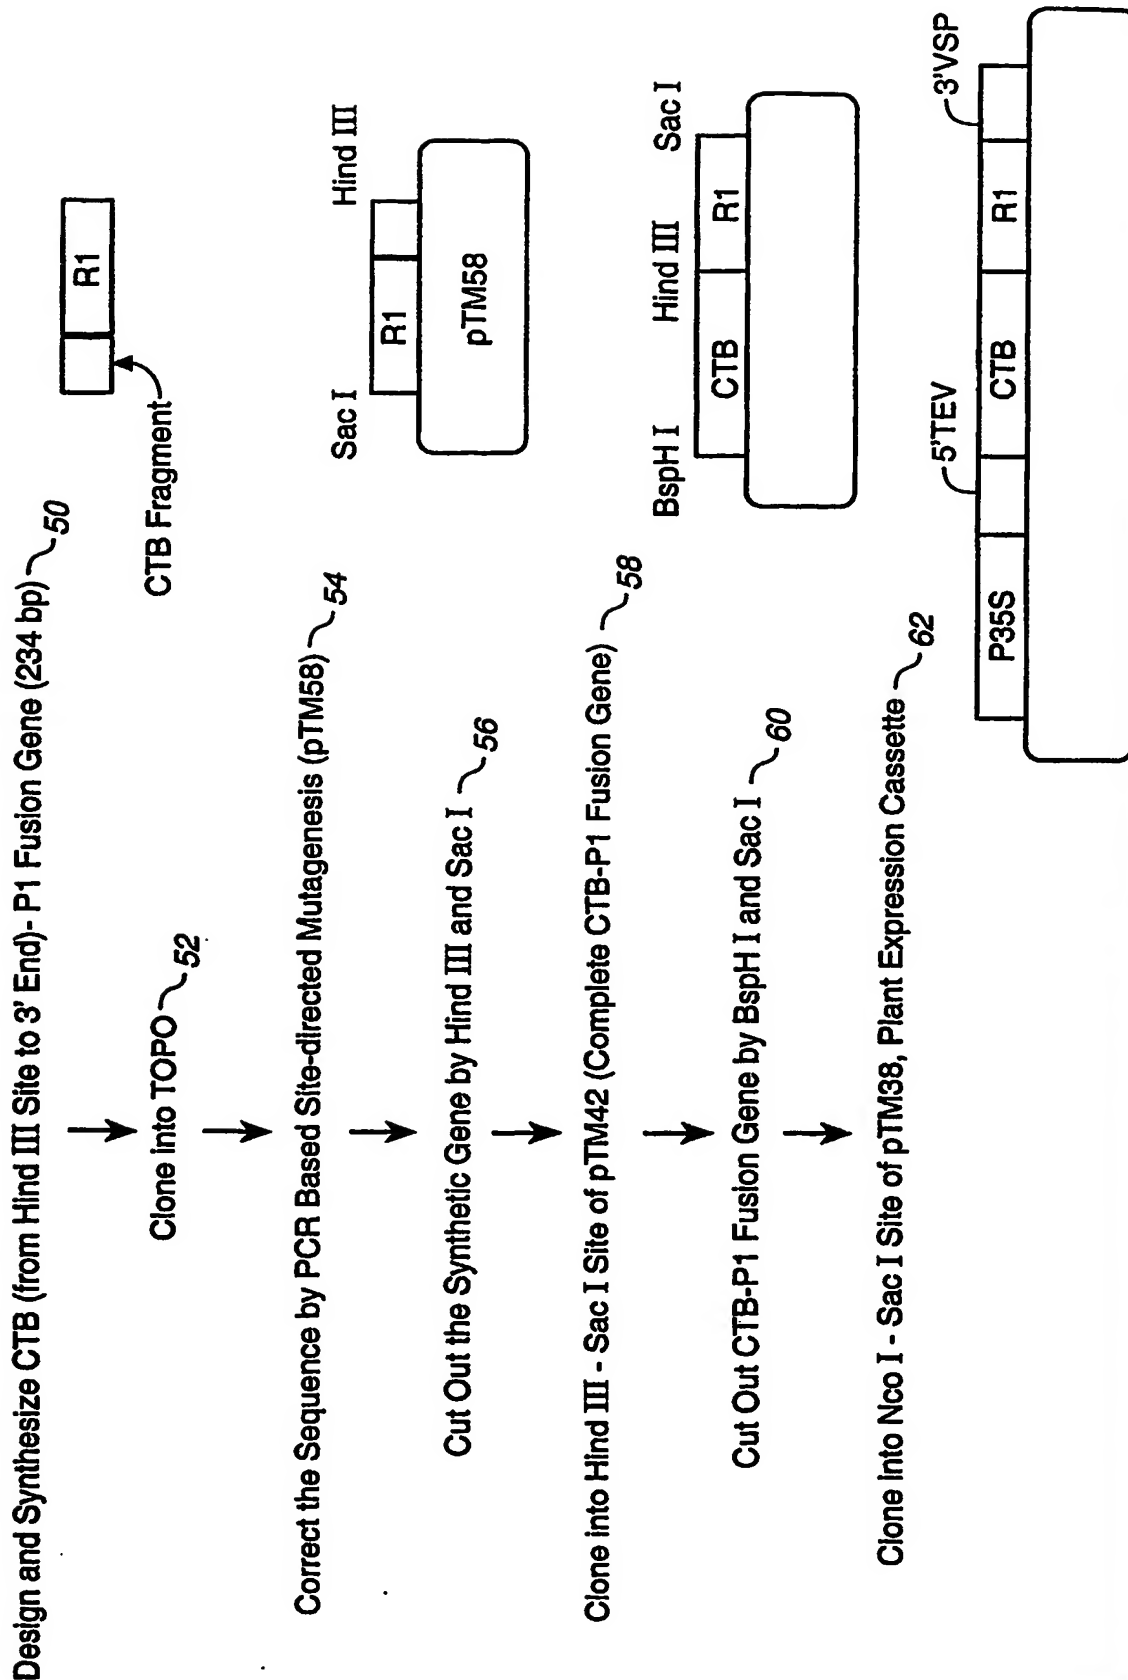 Design and Synthesize CTB (from Hind III Site to 3' End)- P1 Fusion Gene (234 bp) 50
R1
CTB Fragment
Clone into TOPO 52
Correct the Sequence by PCR Based Site-directed Mutagenesis (pTM58) 54
Sac I
Hind III
R1
pTM58
Cut Out the Synthetic Gene by Hind III and Sac I 56
Clone into Hind III - Sac I Site of pTM42 (Complete CTB-P1 Fusion Gene) 58
BspH I
Hind III
Sac I
CTB
R1
Cut Out CTB-P1 Fusion Gene by BspH I and Sac I 60
Clone into Nco I - Sac I Site of pTM38, Plant Expression Cassette 62
5'TEV
3'VSP
P35S
CTB
R1